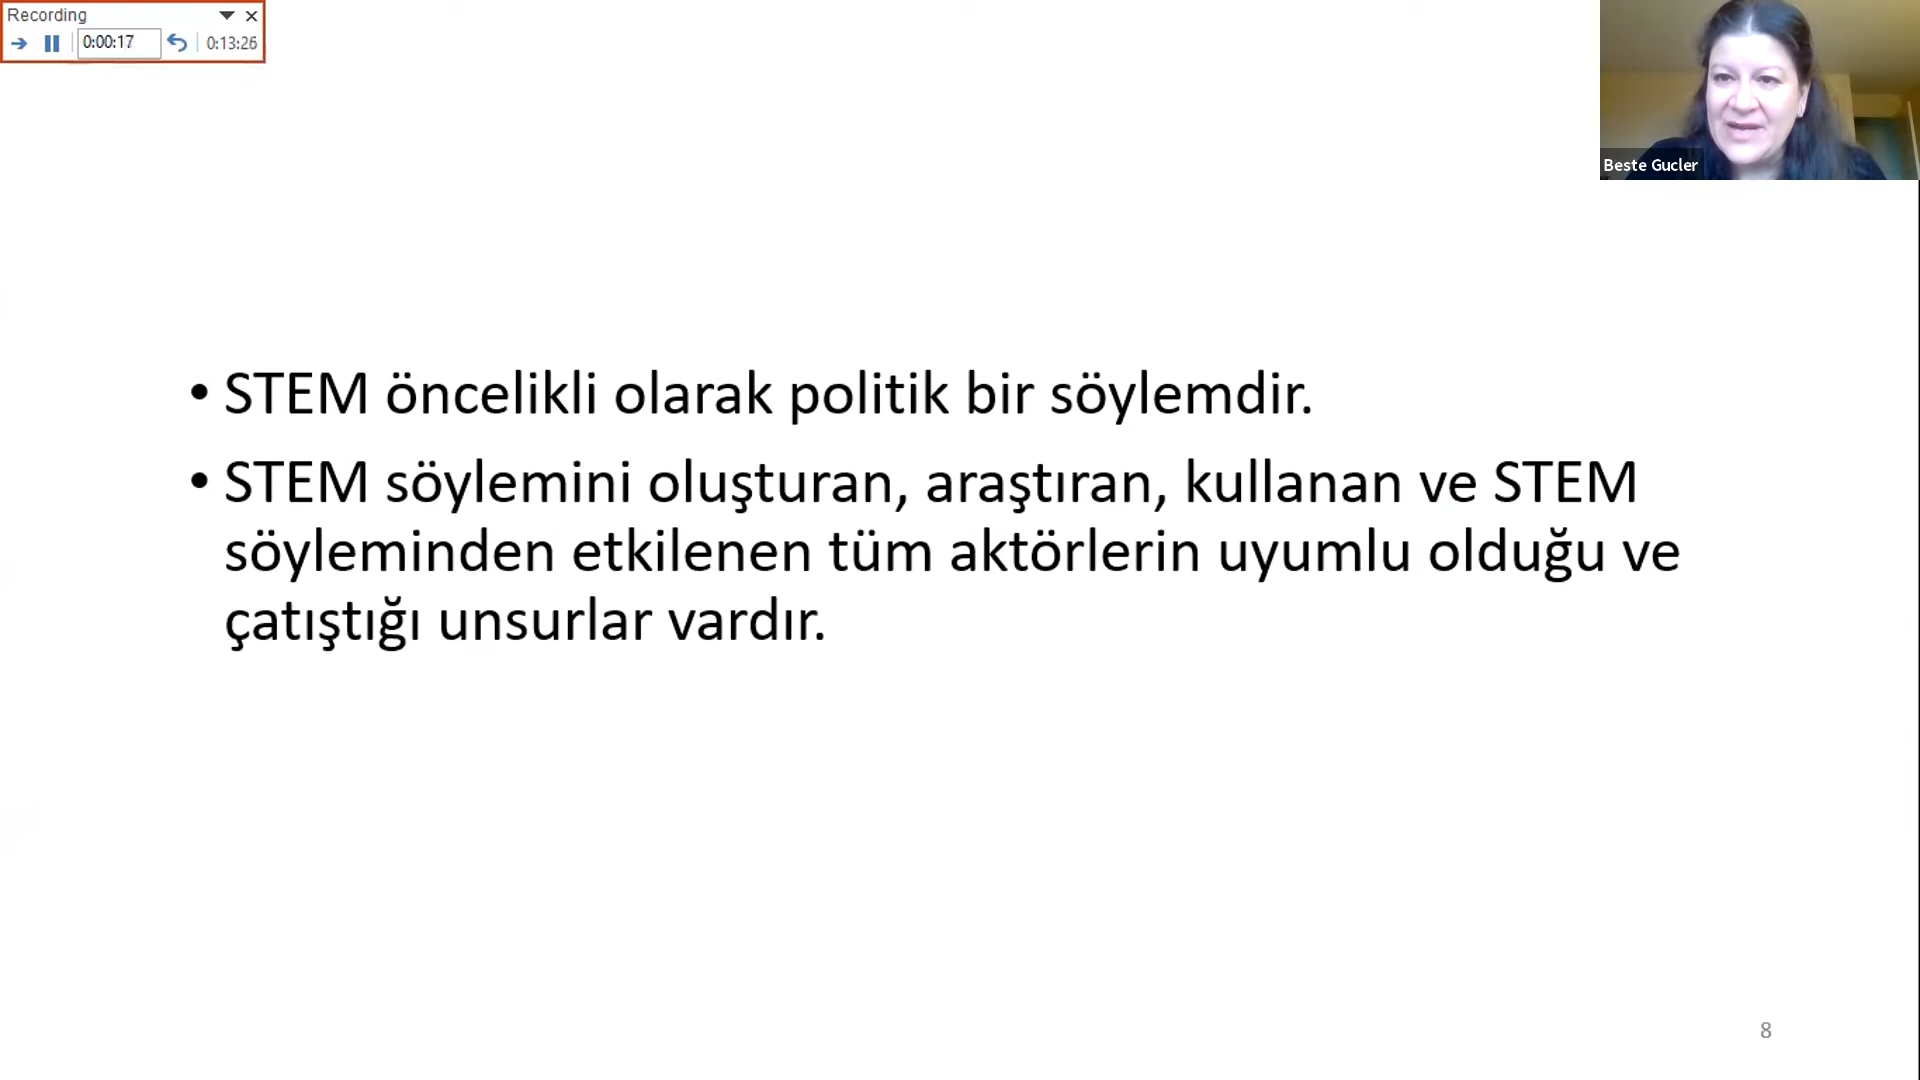 Recording
0:00:17 0:13:26
Beste Gucler
• STEM öncelikli olarak politik bir söylemdir.
• STEM söylemini oluşturan, araştıran, kullanan ve STEM
söyleminden etkilenen tüm aktörlerin uyumlu olduğu ve
çatıştığı unsurlar vardır.
8